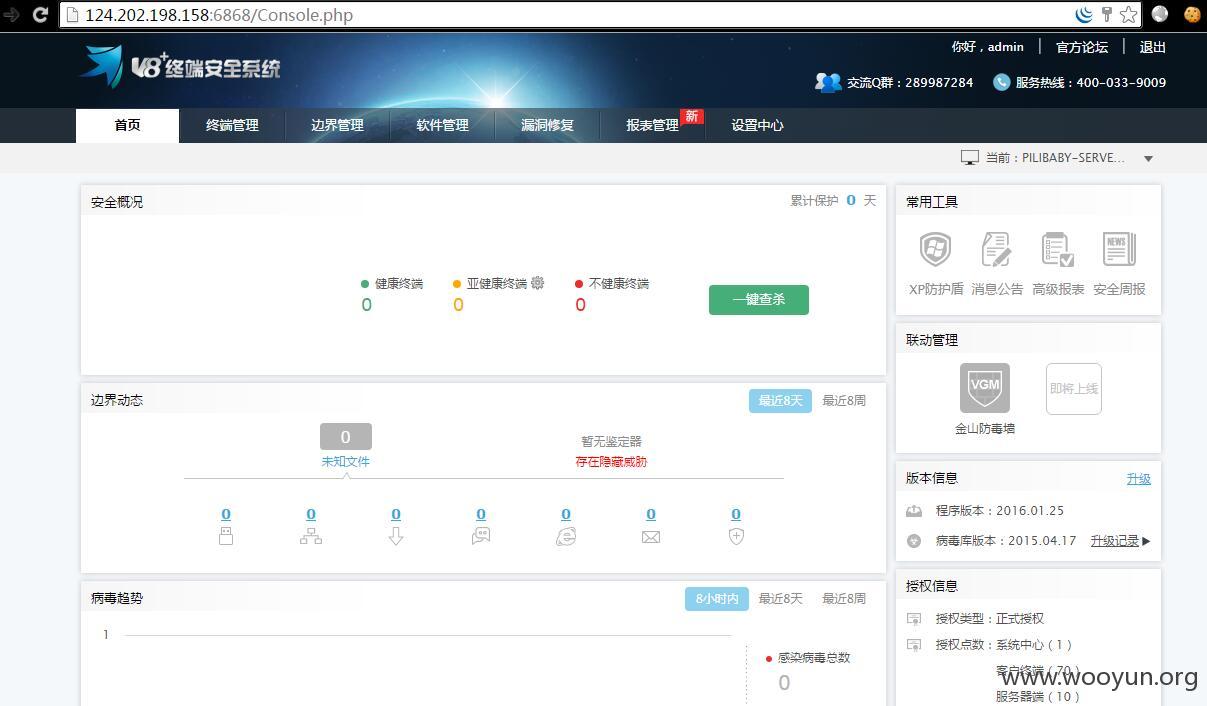 124.202.198.158:6868/Console.php
V8+终端安全系统
你好，admin 官方论坛 退出
交流Q群：289987284 服务热线：400-033-9009
首页 终端管理 边界管理 软件管理 漏洞修复 报表管理 新 设置中心
当前：PILIBABY-SERVE...
安全概况 累计保护 0 天
健康终端 亚健康终端 不健康终端
0 0 0
一键查杀
边界动态 最近8天 最近8周
0
未知文件
暂无鉴定器
存在隐藏威胁
0 0 0 0 0 0 0
病毒趋势 8小时内 最近8天 最近8周
1
感染病毒总数
0
常用工具
NEWS
XP防护盾 消息公告 高级报表 安全周报
联动管理
VGM 即将上线
金山防毒墙
版本信息 升级
程序版本：2016.01.25
病毒库版本：2015.04.17 升级记录
授权信息
授权类型：正式授权
授权点数：系统中心（1）
客户终端（70）
www.wooyun.org
服务器端（10）